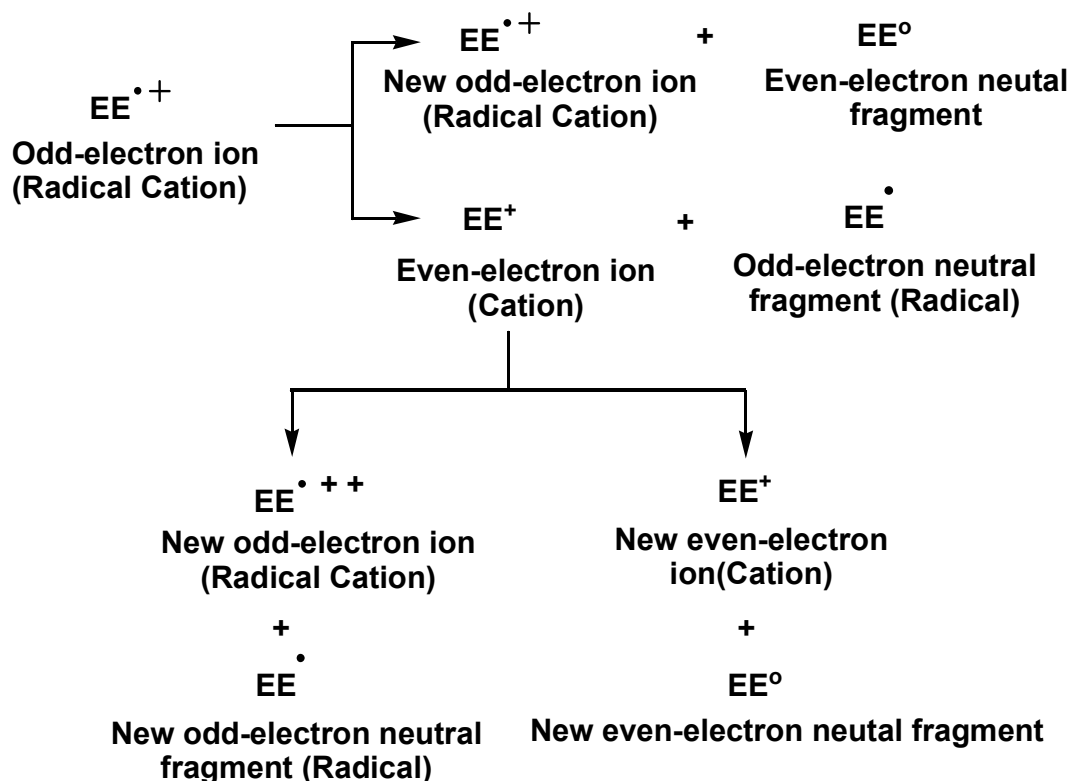 EE•+ + EEº
New odd-electron ion
(Radical Cation)
Even-electron neutal
fragment
EE•+
Odd-electron ion
(Radical Cation)
EE+ + EE•
Even-electron ion
(Cation)
Odd-electron neutral
fragment (Radical)
EE•++
New odd-electron ion
(Radical Cation)
+
EE•
New odd-electron neutral
fragment (Radical)
EE+
New even-electron
ion(Cation)
+
EEº
New even-electron neutal fragment